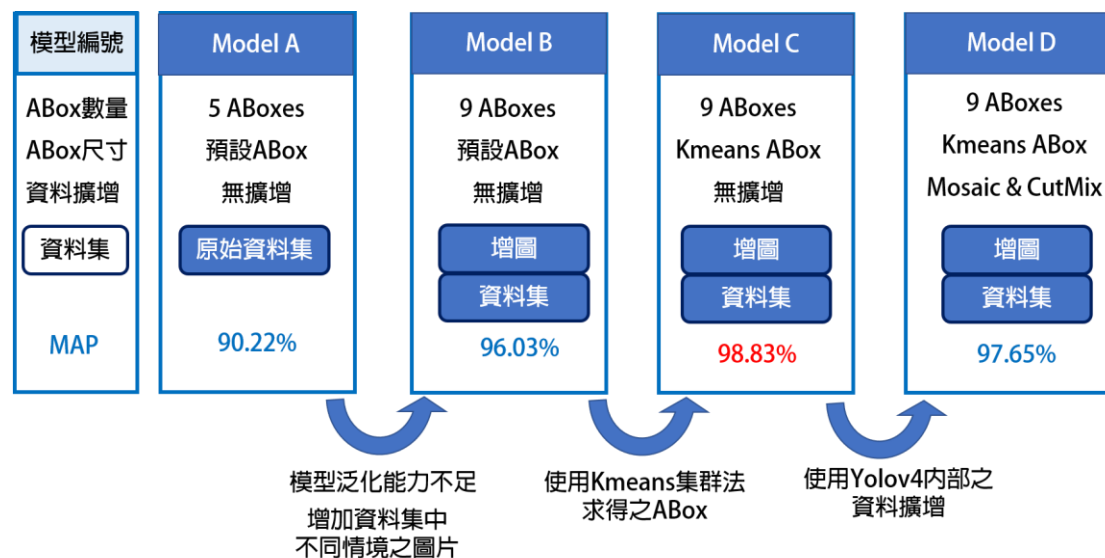 模型編號
ABox數量
ABox尺寸
資料擴增
資料集
MAP
Model A
5 ABoxes
預設ABox
無擴增
原始資料集
90.22%
Model B
9 ABoxes
預設ABox
無擴增
增圖
資料集
96.03%
Model C
9 ABoxes
Kmeans ABox
無擴增
增圖
資料集
98.83%
Model D
9 ABoxes
Kmeans ABox
Mosaic & CutMix
增圖
資料集
97.65%
模型泛化能力不足
增加資料集中
不同情境之圖片
使用Kmeans集群法
求得之ABox
使用Yolov4內部之
資料擴增